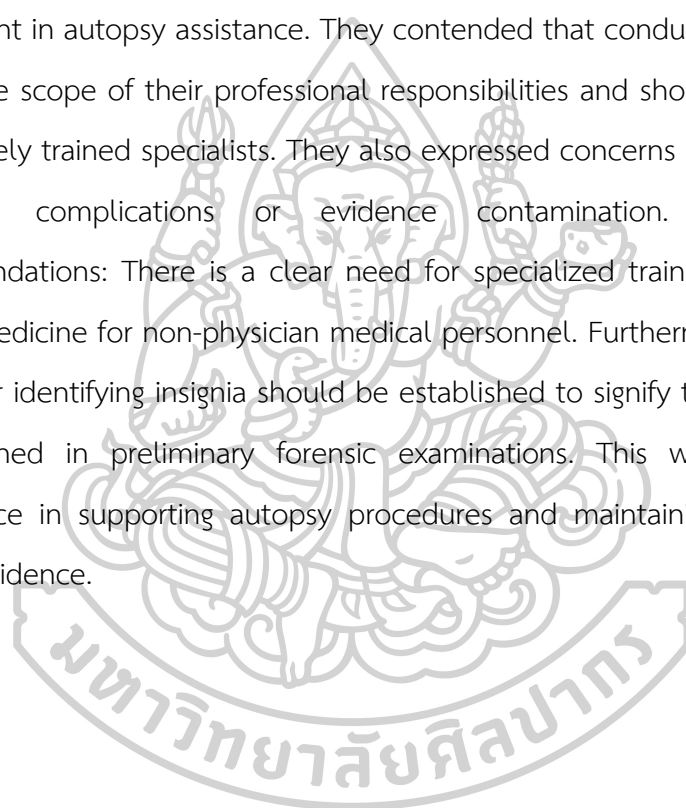 nt in autopsy assistance. They contended that condu
e scope of their professional responsibilities and sho
ely trained specialists. They also expressed concerns
complications or evidence contamination.
ndations: There is a clear need for specialized train
edicine for non-physician medical personnel. Furthern
r identifying insignia should be established to signify t
ned in preliminary forensic examinations. This w
ce in supporting autopsy procedures and maintain
idence.
มหาวิทยาลัยศิลปากร